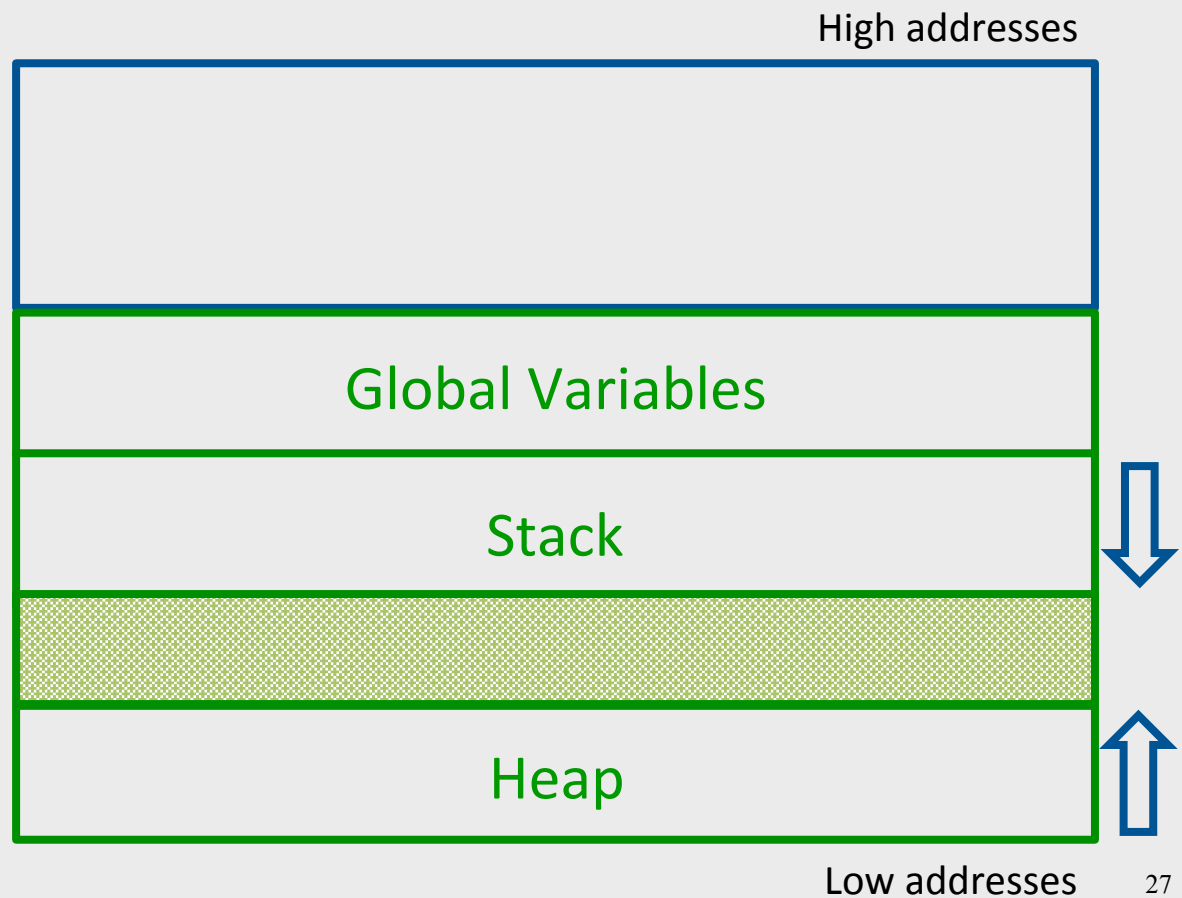 High addresses
Global Variables
Stack
Heap
Low addresses
27